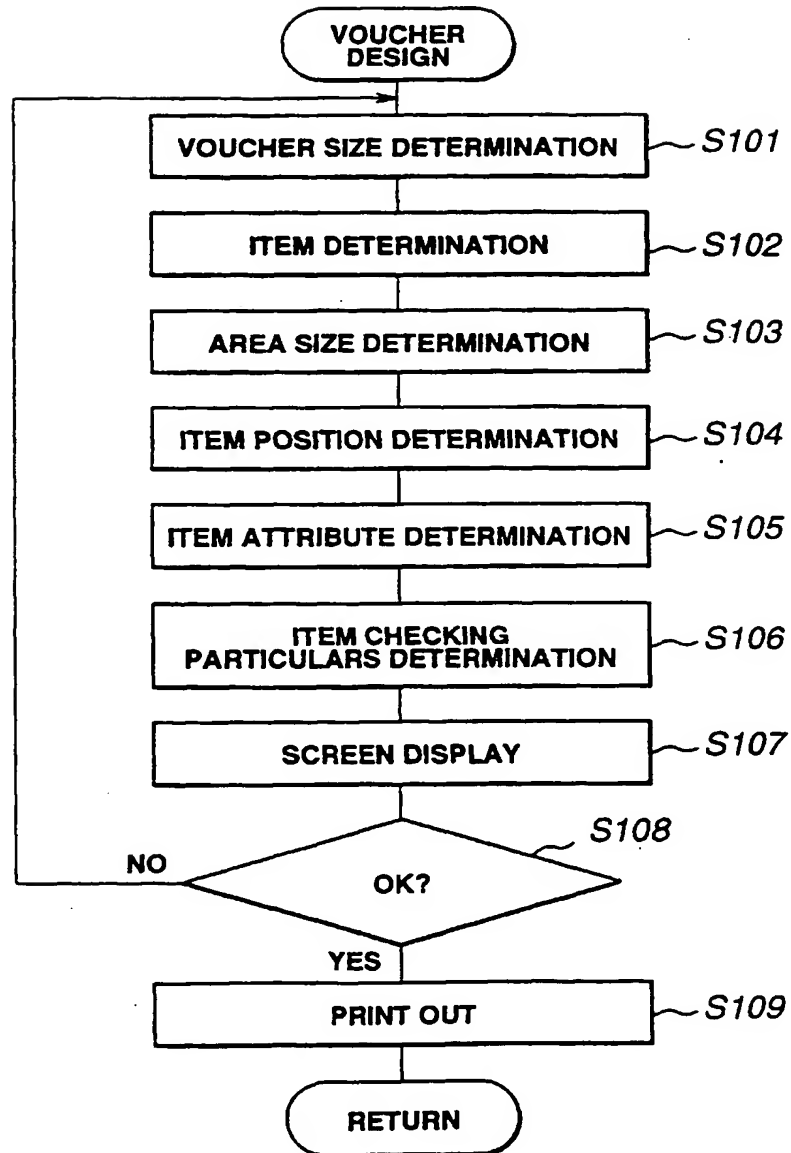 VOUCHER
DESIGN
VOUCHER SIZE DETERMINATION
S101
ITEM DETERMINATION
S102
AREA SIZE DETERMINATION
S103
ITEM POSITION DETERMINATION
S104
ITEM ATTRIBUTE DETERMINATION
S105
ITEM CHECKING
PARTICULARS DETERMINATION
S106
SCREEN DISPLAY
S107
S108
NO
OK?
YES
PRINT OUT
S109
RETURN